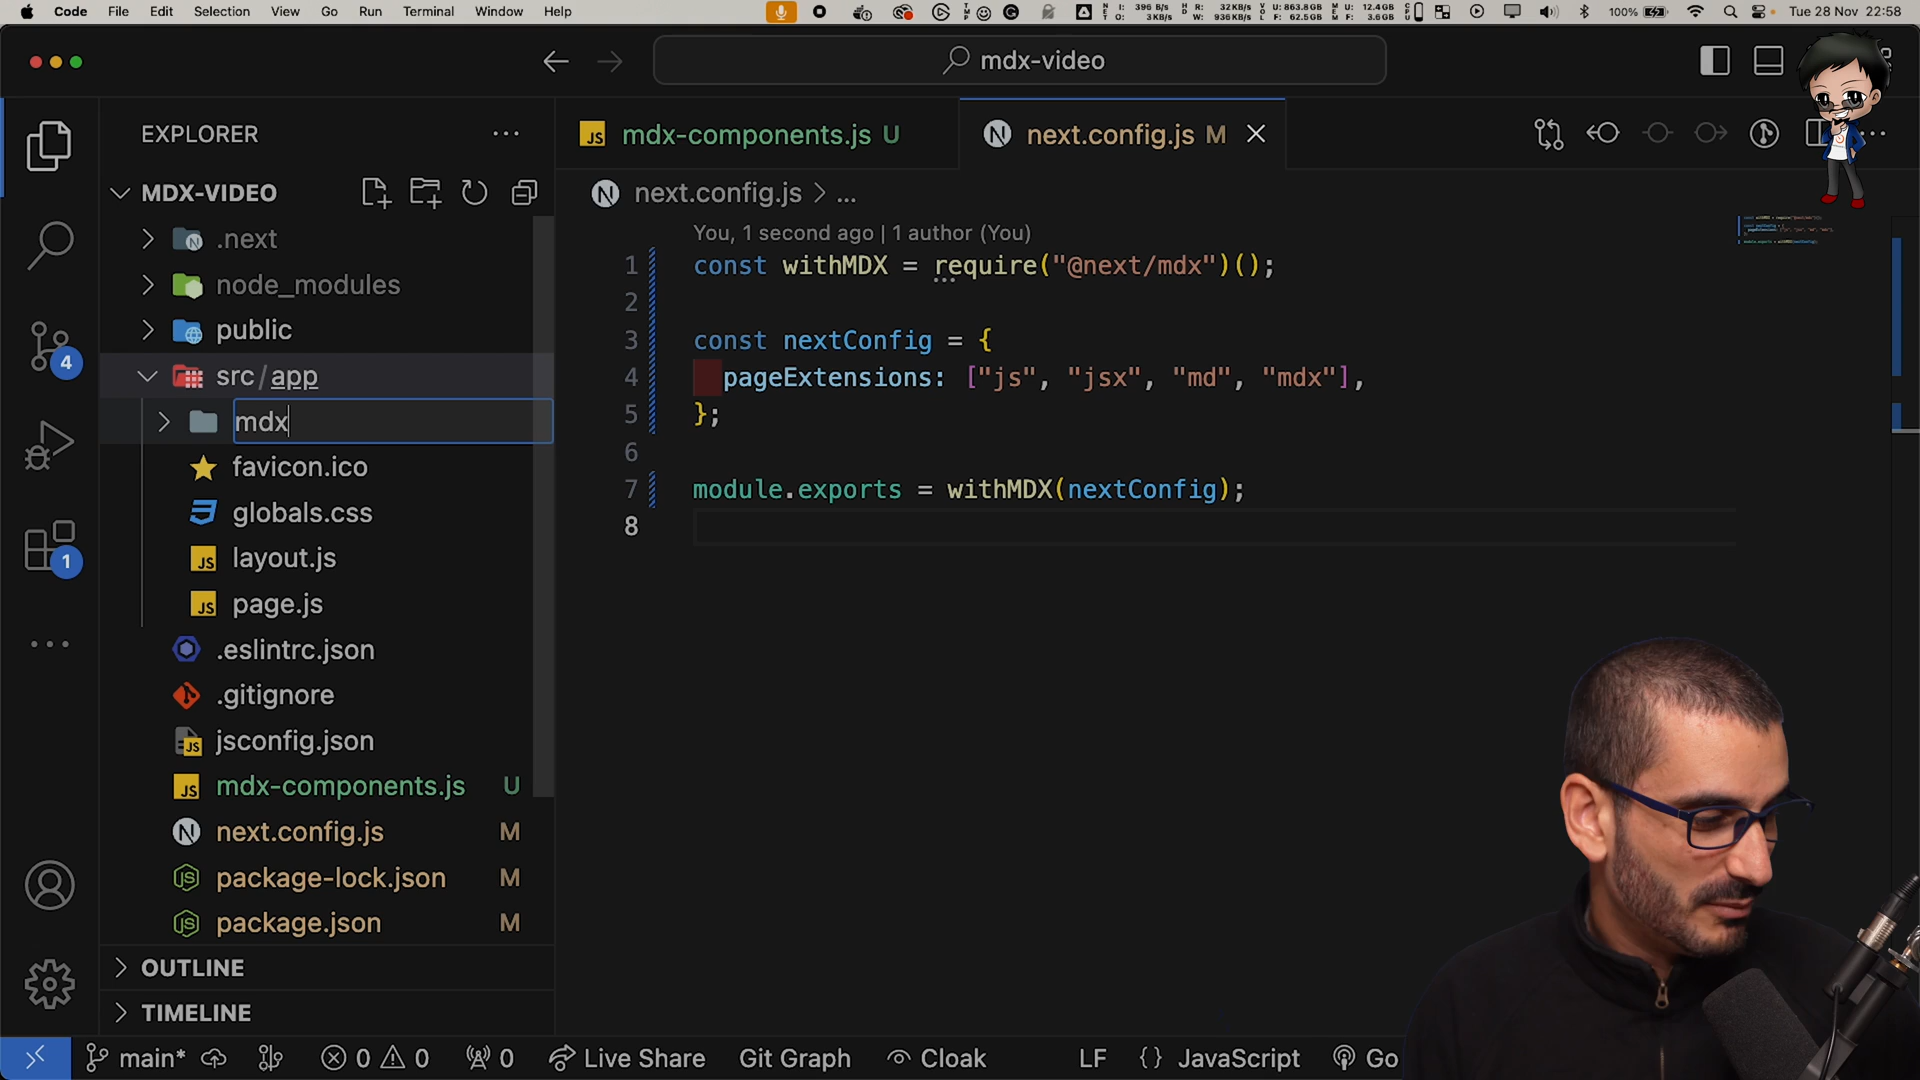 Code File Edit Selection View Go Run Terminal Window Help
100%
Tue 28 Nov 22:58
mdx-video
EXPLORER
MDX-VIDEO
.next
node_modules
public
src/app
mdx
favicon.ico
globals.css
layout.js
page.js
.eslintrc.json
.gitignore
jsconfig.json
mdx-components.js U
next.config.js M
package-lock.json M
package.json M
OUTLINE
TIMELINE
4
1
mdx-components.js U
next.config.js M
next.config.js > ...
You, 1 second ago | 1 author (You)
1 const withMDX = require("@next/mdx")();
2
3 const nextConfig = {
4 pageExtensions: ["js", "jsx", "md", "mdx"],
5 };
6
7 module.exports = withMDX(nextConfig);
8
main* 0 0 0 Live Share Git Graph Cloak LF {} JavaScript Go